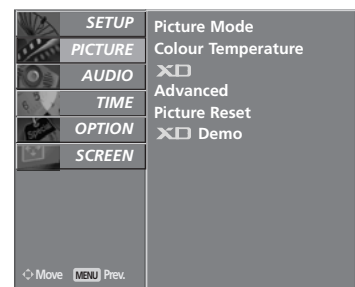 SETUP
PICTURE
AUDIO
TIME
OPTION
SCREEN
Move MENU Prev.
Picture Mode
Colour Temperature
XD
Advanced
Picture Reset
XD Demo